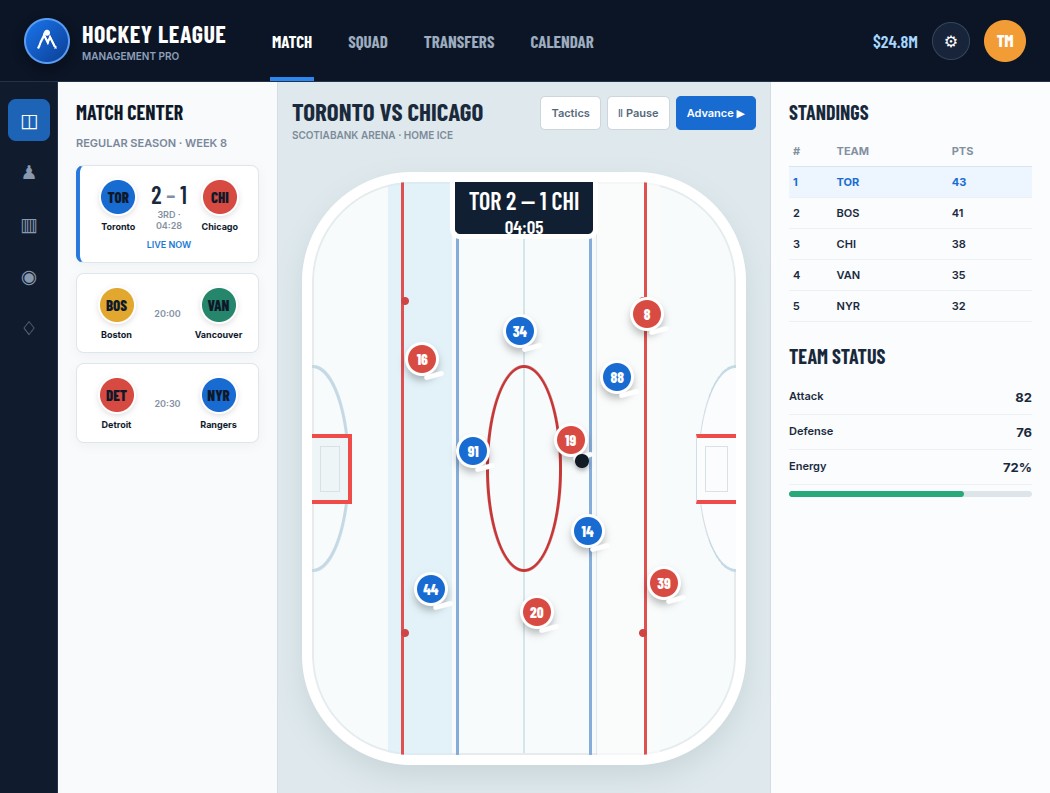 HOCKEY LEAGUE
MANAGEMENT PRO
MATCH SQUAD TRANSFERS CALENDAR
$24.8M
TM
MATCH CENTER
REGULAR SEASON · WEEK 8
TOR 2 – 1 CHI
3RD · 04:28
Toronto Chicago
LIVE NOW
BOS 20:00 VAN
Boston Vancouver
DET 20:30 NYR
Detroit Rangers
TORONTO VS CHICAGO
SCOTIABANK ARENA · HOME ICE
Tactics
Ⅱ Pause
Advance ▶
TOR 2 — 1 CHI
04:05
8
34
16
88
19
91
14
44
39
20
STANDINGS
# TEAM PTS
1 TOR 43
2 BOS 41
3 CHI 38
4 VAN 35
5 NYR 32
TEAM STATUS
Attack 82
Defense 76
Energy 72%